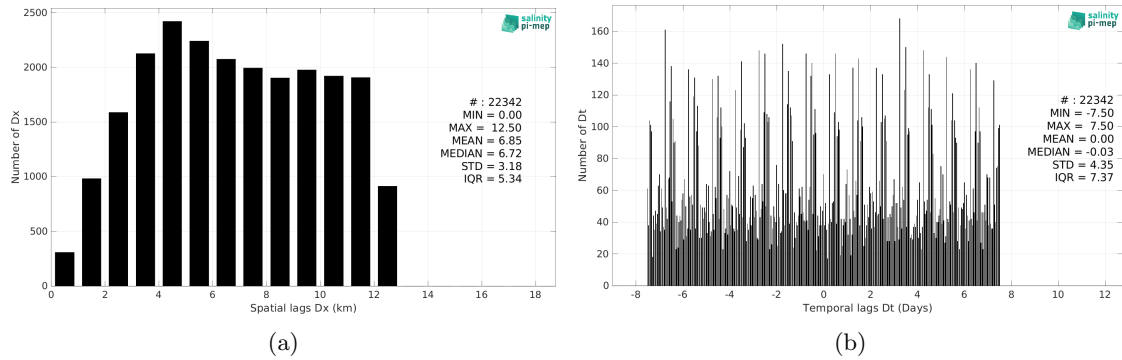 salinity
pi-mep
2500
2000
1500
1000
500
0
Number of Dx
# : 22342
MIN = 0.00
MAX = 12.50
MEAN = 6.85
MEDIAN = 6.72
STD = 3.18
IQR = 5.34
0 2 4 6 8 10 12 14 16 18
Spatial lags Dx (km)
(a)
salinity
pi-mep
160
140
120
100
80
60
40
20
0
Number of Dt
# : 22342
MIN = -7.50
MAX = 7.50
MEAN = 0.00
MEDIAN = -0.03
STD = 4.35
IQR = 7.37
-8 -6 -4 -2 0 2 4 6 8 10 12
Temporal lags Dt (Days)
(b)